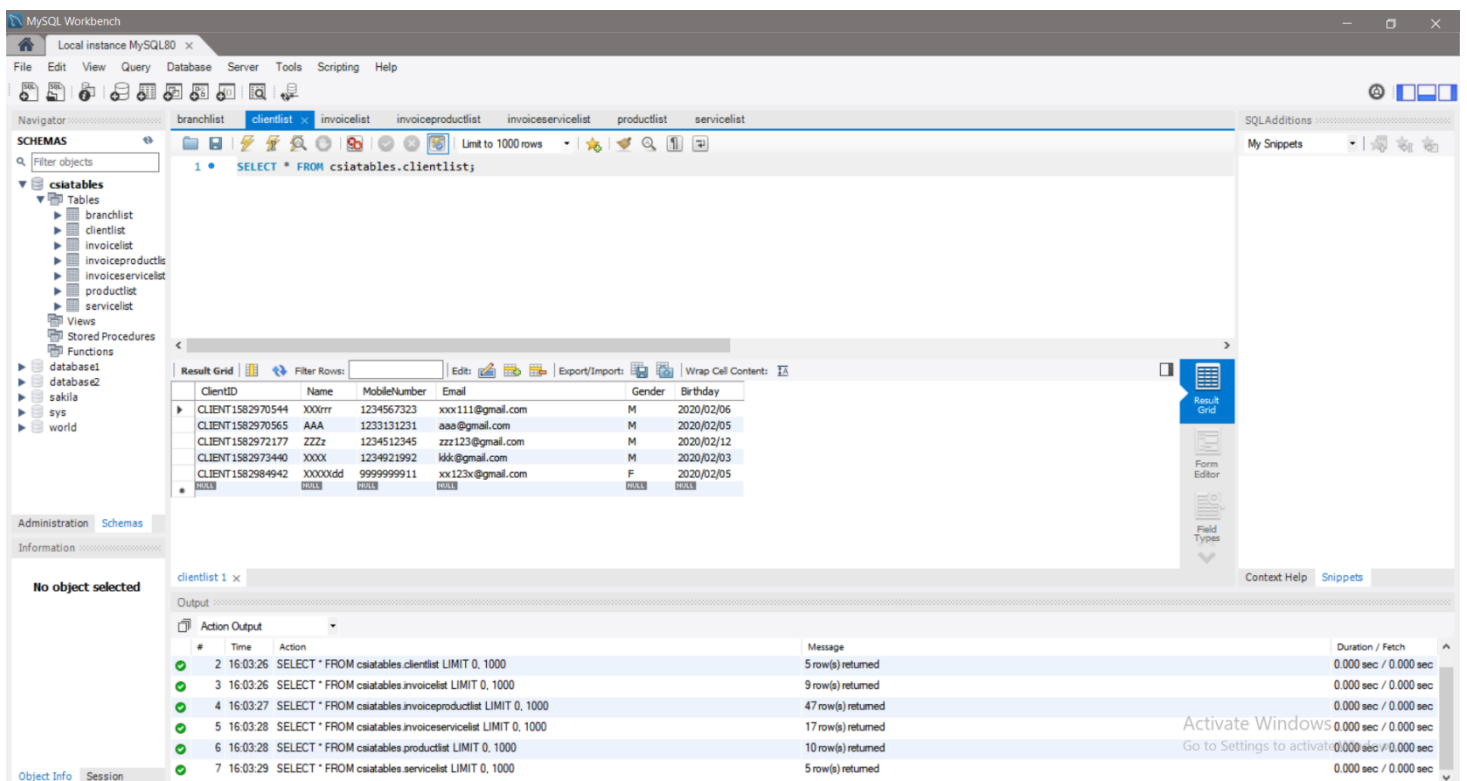 MySQL Workbench
Local instance MySQL80
File Edit View Query Database Server Tools Scripting Help
Navigator
SCHEMAS
Filter objects
csiatables
Tables
branchlist
clientlist
invoicelist
invoiceproductlis
invoiceservicelist
productlist
servicelist
Views
Stored Procedures
Functions
database1
database2
sakila
sys
world
Administration Schemas
Information
No object selected
Object Info Session
branchlist clientlist invoicelist invoiceproductlist invoiceservicelist productlist servicelist
Limit to 1000 rows
1 SELECT * FROM csiatables.clientlist;
Result Grid Filter Rows: Edit: Export/Import: Wrap Cell Content:
ClientID Name MobileNumber Email Gender Birthday
CLIENT1582970544 XXXrrr 1234567323 xxx111@gmail.com M 2020/02/06
CLIENT1582970565 AAA 1233131231 aaa@gmail.com M 2020/02/05
CLIENT1582972177 ZZZz 1234512345 zzz123@gmail.com M 2020/02/12
CLIENT1582973440 XXXX 1234921992 kkk@gmail.com M 2020/02/03
CLIENT1582984942 XXXXXdd 9999999911 xx123x@gmail.com F 2020/02/05
NULL NULL NULL NULL NULL NULL
Result
Grid
Form
Editor
Field
Types
clientlist 1
SQLAdditions
My Snippets
Context Help Snippets
Output
Action Output
# Time Action Message Duration / Fetch
2 16:03:26 SELECT * FROM csiatables.clientlist LIMIT 0, 1000 5 row(s) returned 0.000 sec / 0.000 sec
3 16:03:26 SELECT * FROM csiatables.invoicelist LIMIT 0, 1000 9 row(s) returned 0.000 sec / 0.000 sec
4 16:03:27 SELECT * FROM csiatables.invoiceproductlist LIMIT 0, 1000 47 row(s) returned 0.000 sec / 0.000 sec
5 16:03:28 SELECT * FROM csiatables.invoiceservicelist LIMIT 0, 1000 17 row(s) returned 0.000 sec / 0.000 sec
6 16:03:28 SELECT * FROM csiatables.productlist LIMIT 0, 1000 10 row(s) returned 0.000 sec / 0.000 sec
7 16:03:29 SELECT * FROM csiatables.servicelist LIMIT 0, 1000 5 row(s) returned 0.000 sec / 0.000 sec
Activate Windows
Go to Settings to activate Windows.